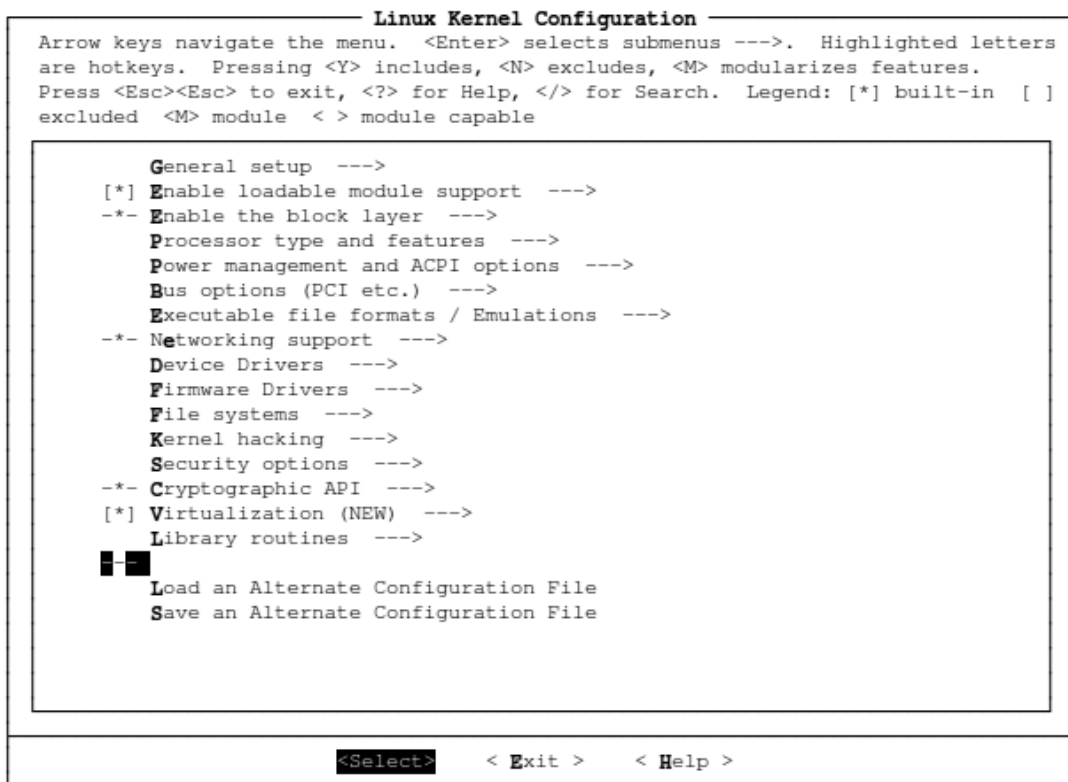 Linux Kernel Configuration
Arrow keys navigate the menu.  <Enter> selects submenus --->.  Highlighted letters
are hotkeys.  Pressing <Y> includes, <N> excludes, <M> modularizes features.
Press <Esc><Esc> to exit, <?> for Help, </> for Search.  Legend: [*] built-in  [ ]
excluded  <M> module  < > module capable
General setup  --->
[*] Enable loadable module support  --->
-*- Enable the block layer  --->
Processor type and features  --->
Power management and ACPI options  --->
Bus options (PCI etc.)  --->
Executable file formats / Emulations  --->
-*- Networking support  --->
Device Drivers  --->
Firmware Drivers  --->
File systems  --->
Kernel hacking  --->
Security options  --->
-*- Cryptographic API  --->
[*] Virtualization (NEW)  --->
Library routines  --->
---
Load an Alternate Configuration File
Save an Alternate Configuration File
<Select>    < Exit >    < Help >